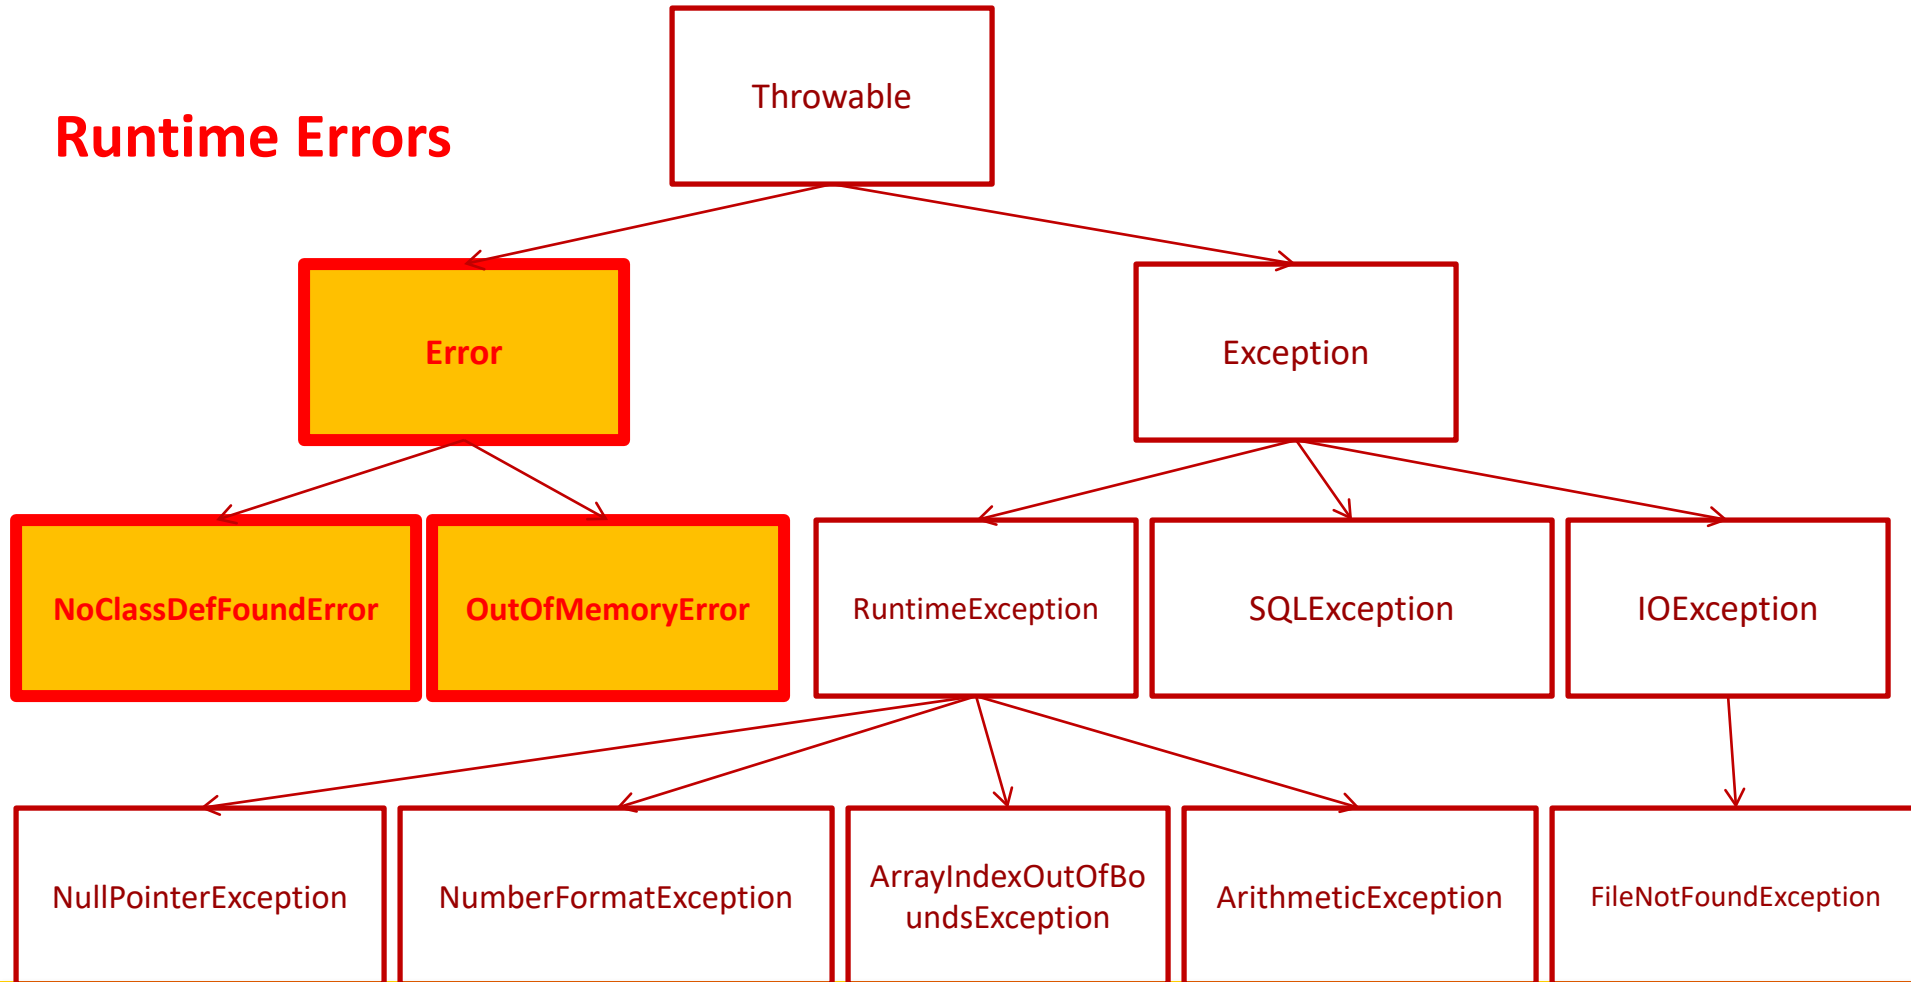 Throwable
Runtime Errors
Error
Exception
NoClassDefFoundError
OutOfMemoryError
RuntimeException
SQLException
IOException
NullPointerException
NumberFormatException
ArrayIndexOutOfBo
undsException
ArithmeticException
FileNotFoundException